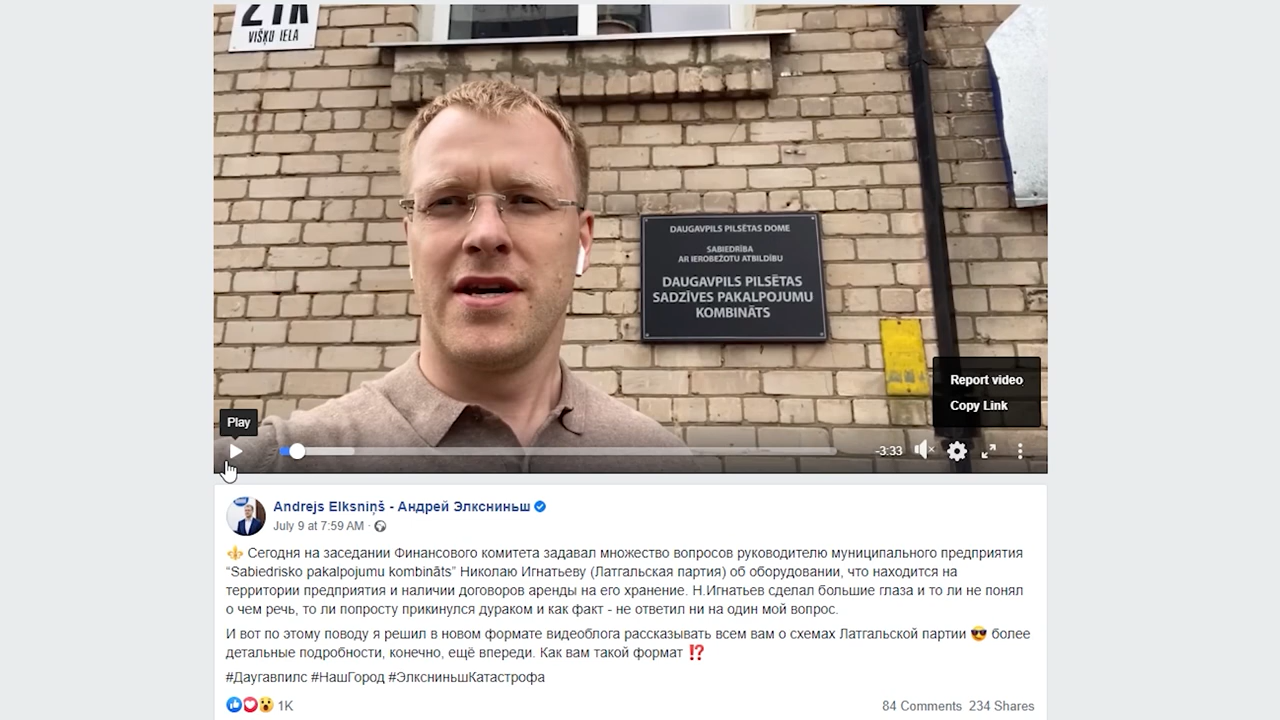 21A
VIŠĶU IELA
DAUGAVPILS PILSĒTAS DOME
SABIEDRĪBA
AR IEROBEŽOTU ATBILDĪBU
DAUGAVPILS PILSĒTAS
SADZĪVES PAKALPOJUMU
KOMBINĀTS
Report video
Copy Link
Play
-3:33
Andrejs Elksniņš - Андрей Элксниньш
July 9 at 7:59 AM ·
⚜️ Сегодня на заседании Финансового комитета задавал множество вопросов руководителю муниципального предприятия
“Sabiedrisko pakalpojumu kombināts” Николаю Игнатьеву (Латгальская партия) об оборудовании, что находится на
территории предприятия и наличии договоров аренды на его хранение. Н.Игнатьев сделал большие глаза и то ли не понял
о чем речь, то ли попросту прикинулся дураком и как факт - не ответил ни на один мой вопрос.
И вот по этому поводу я решил в новом формате видеоблога рассказывать всем вам о схемах Латгальской партии 😎 более
детальные подробности, конечно, ещё впереди. Как вам такой формат ⁉️
#Даугавпилс #НашГород #ЭлксниньшКатастрофа
1K
84 Comments 234 Shares